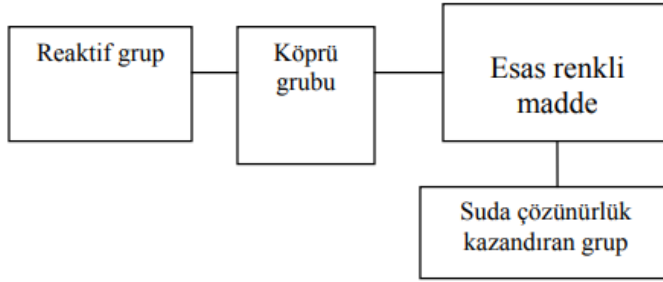 Reaktif grup
Köprü
grubu
Esas renkli
madde
Suda çözünürlük
kazandıran grup